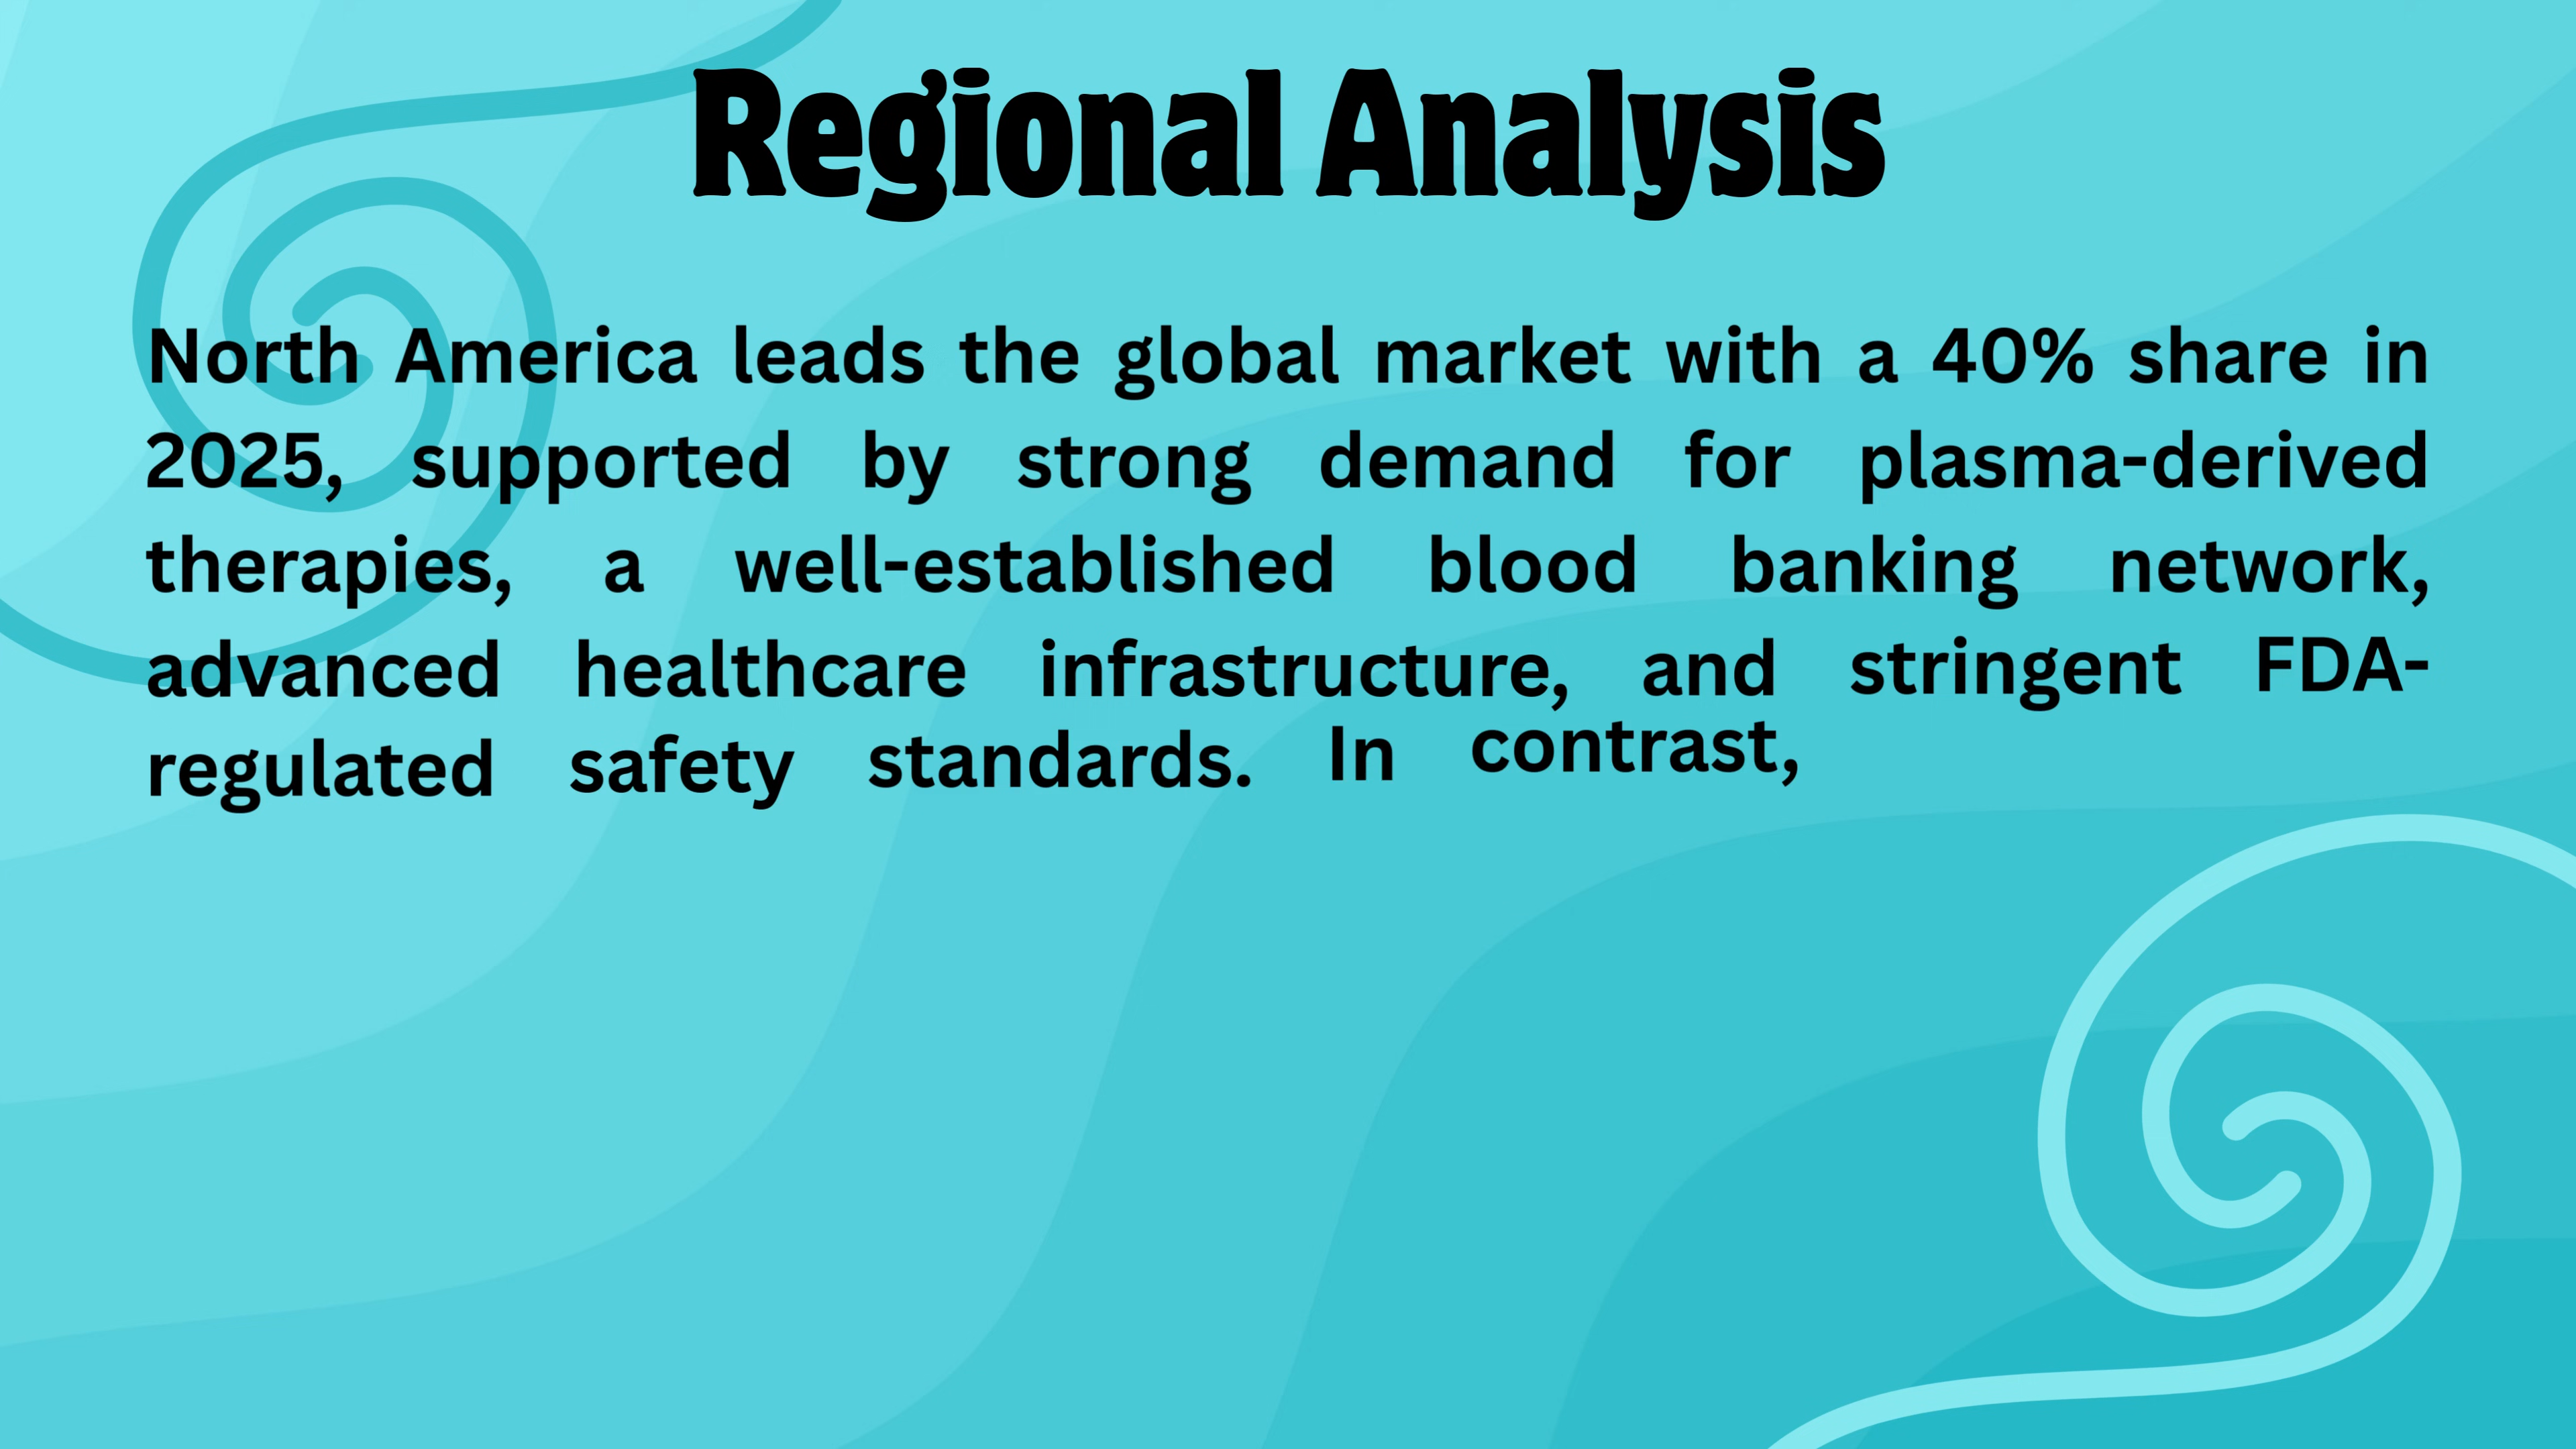 Regional Analysis
North America leads the global market with a 40% share in
2025, supported by strong demand for plasma-derived
therapies, a well-established blood banking network,
advanced healthcare infrastructure, and stringent FDA-
regulated safety standards. In contrast,